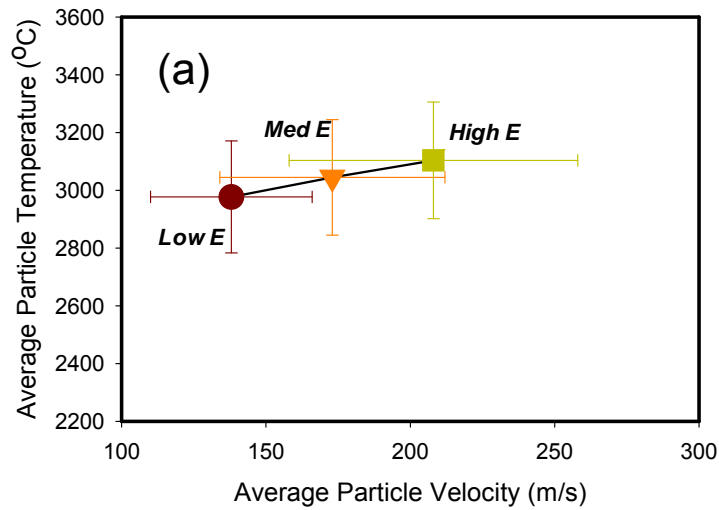 Average Particle Temperature (⁰C)
3600
3400
3200
3000
2800
2600
2400
2200
(a)
Med E
High E
Low E
100
150
200
250
300
Average Particle Velocity (m/s)